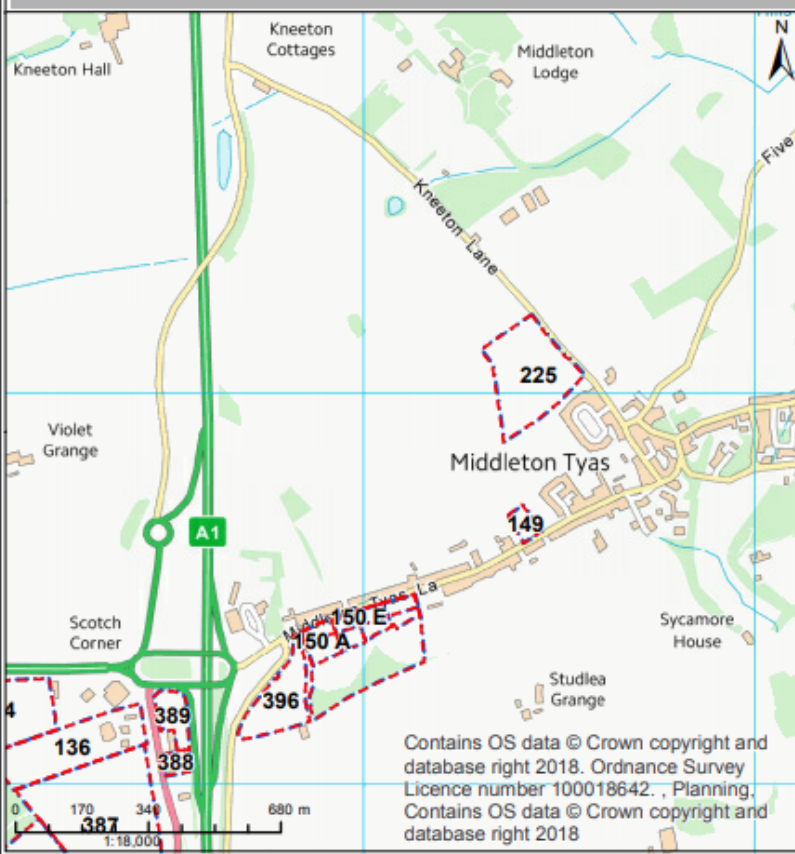 Kneeton
Cottages
N
Kneeton Hall
Middleton
Lodge
Five
Kneeton Lane
225
Violet
Grange
Middleton Tyas
149
A1
Middleton Tyas La
150 E
150 A
Scotch
Corner
Sycamore
House
Studlea
Grange
4
389
396
136
388
387
0 170 340 680 m
1:18,000
Contains OS data © Crown copyright and
database right 2018. Ordnance Survey
Licence number 100018642. , Planning,
Contains OS data © Crown copyright and
database right 2018